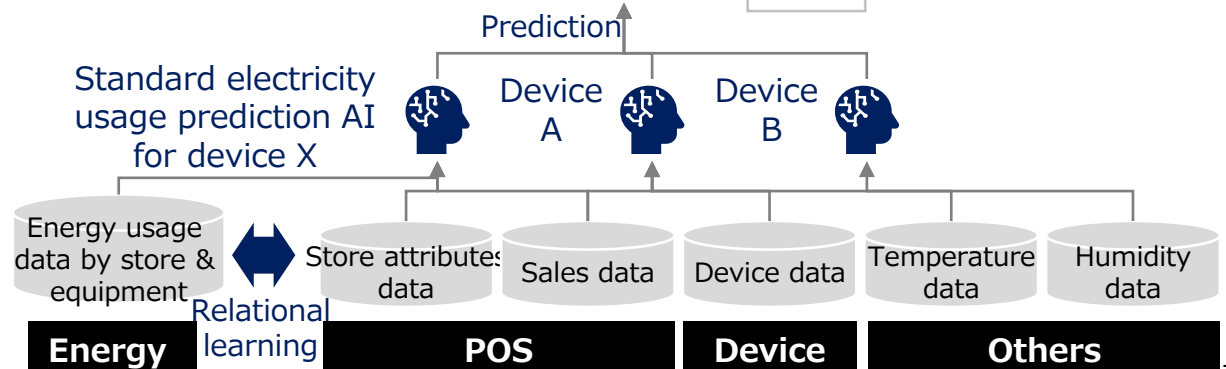 Prediction
Standard electricity
usage prediction AI
for device X
Device
A
Device
B
Energy usage
data by store &
equipment
Relational
learning
Store attributes
data
Sales data
Device data
Temperature
data
Humidity
data
Energy
POS
Device
Others